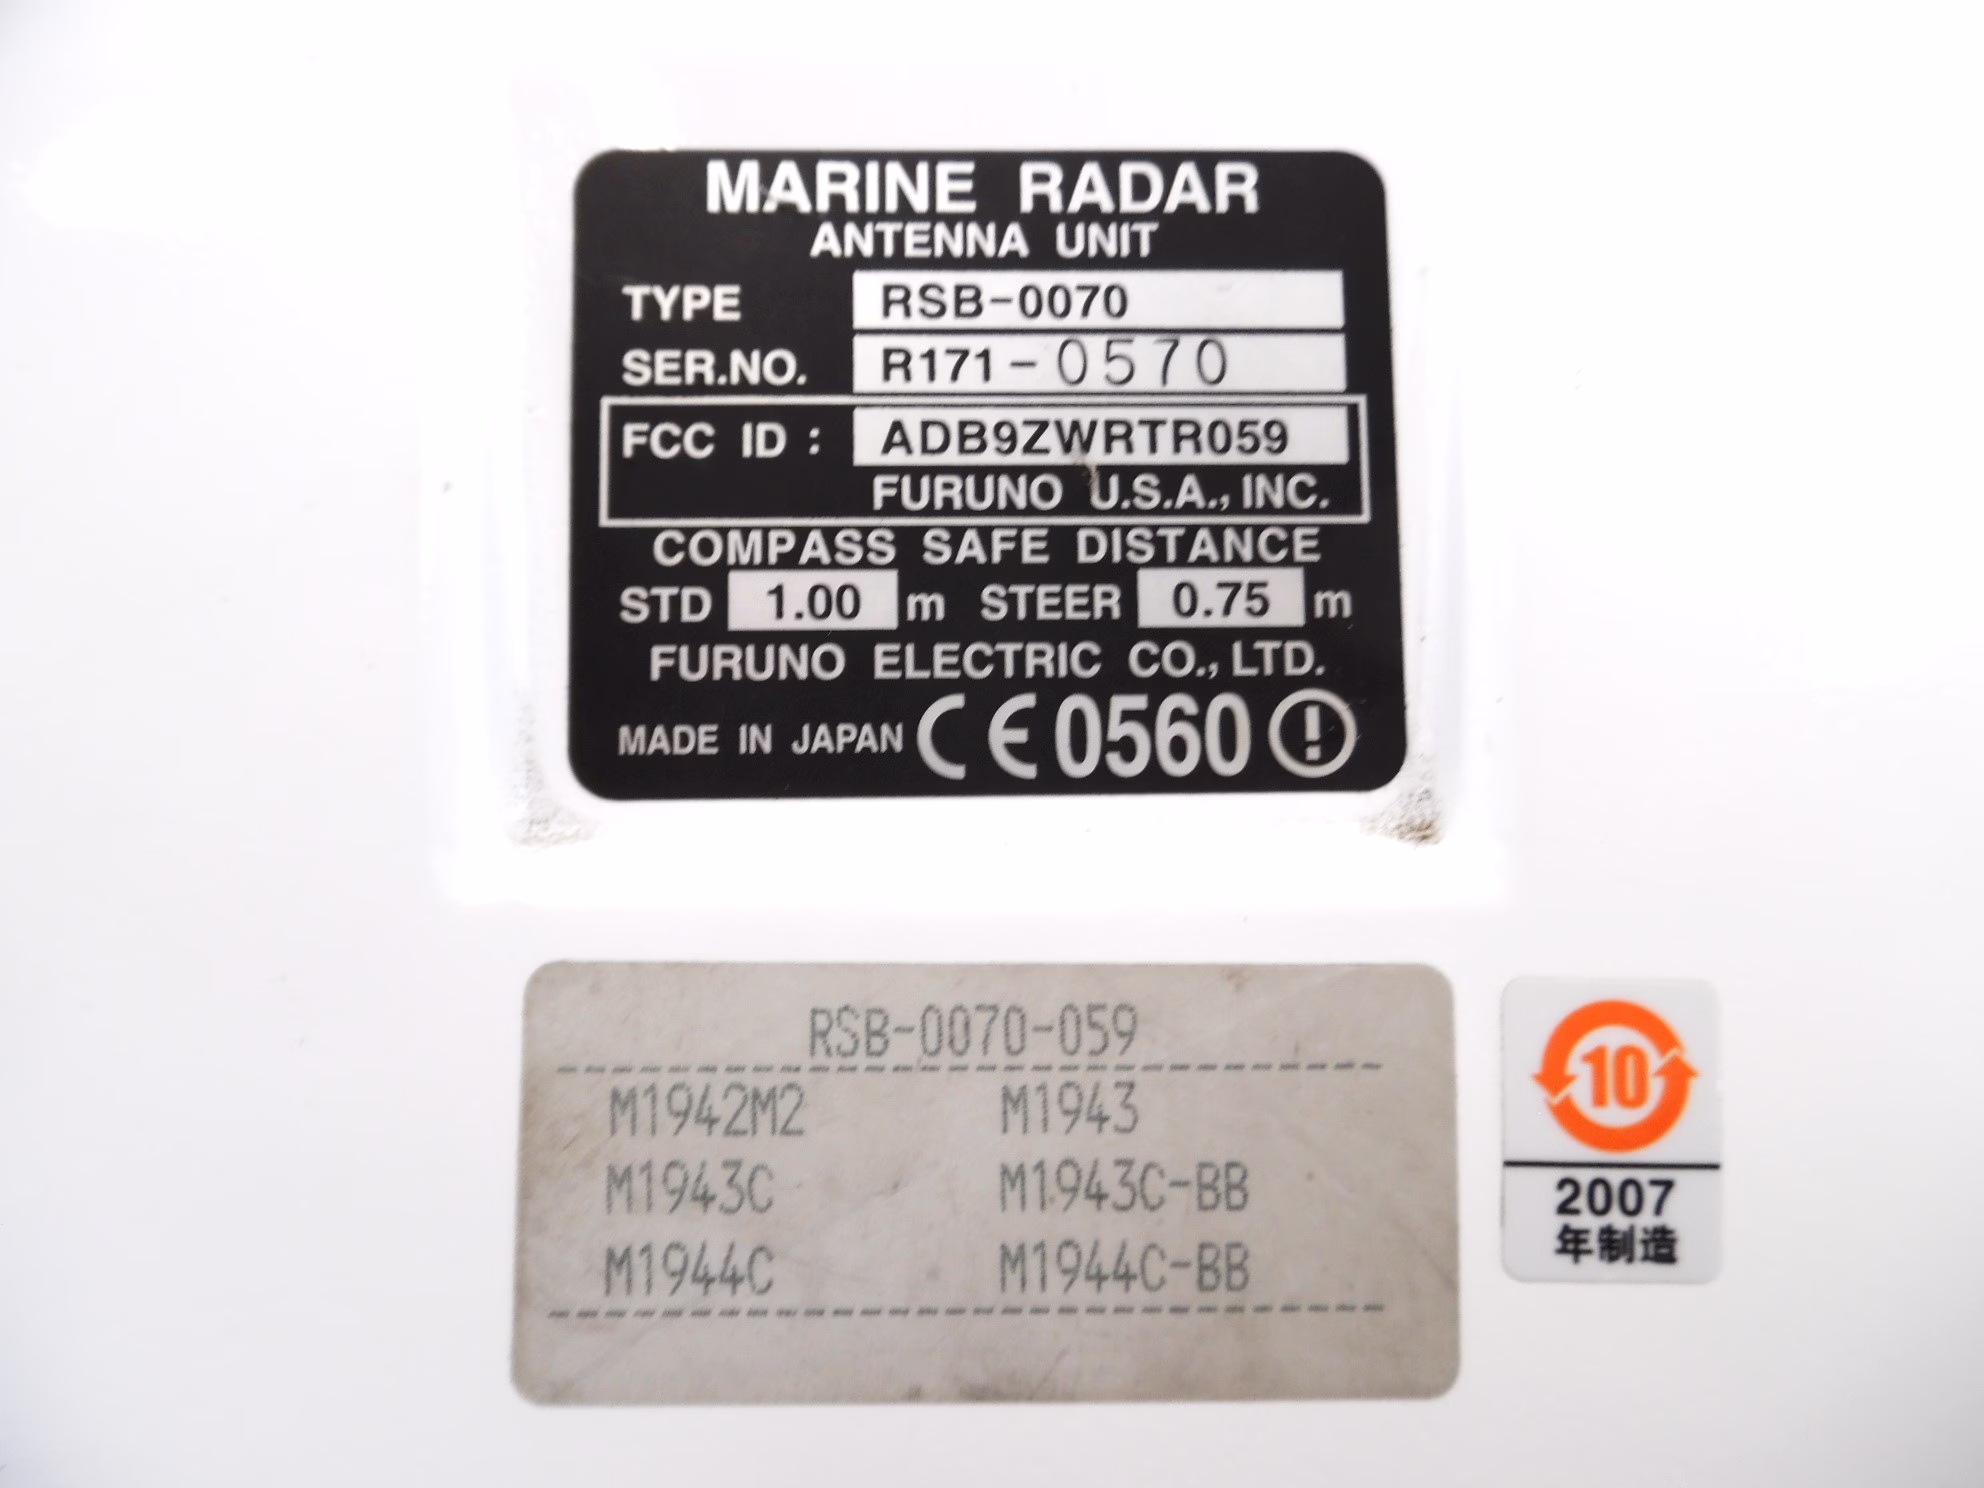 MARINE RADAR
ANTENNA UNIT
TYPE RSB-0070
SER.NO. R171-0570
FCC ID: ADB9ZWRTR059
FURUNO U.S.A., INC.
COMPASS SAFE DISTANCE
STD 1.00 m STEER 0.75 m
FURUNO ELECTRIC CO., LTD.
MADE IN JAPAN CE0560
RSB-0070-059
M1942M2 M1943
M1943C M1943C-BB
M1944C M1944C-BB
10
2007
年制造